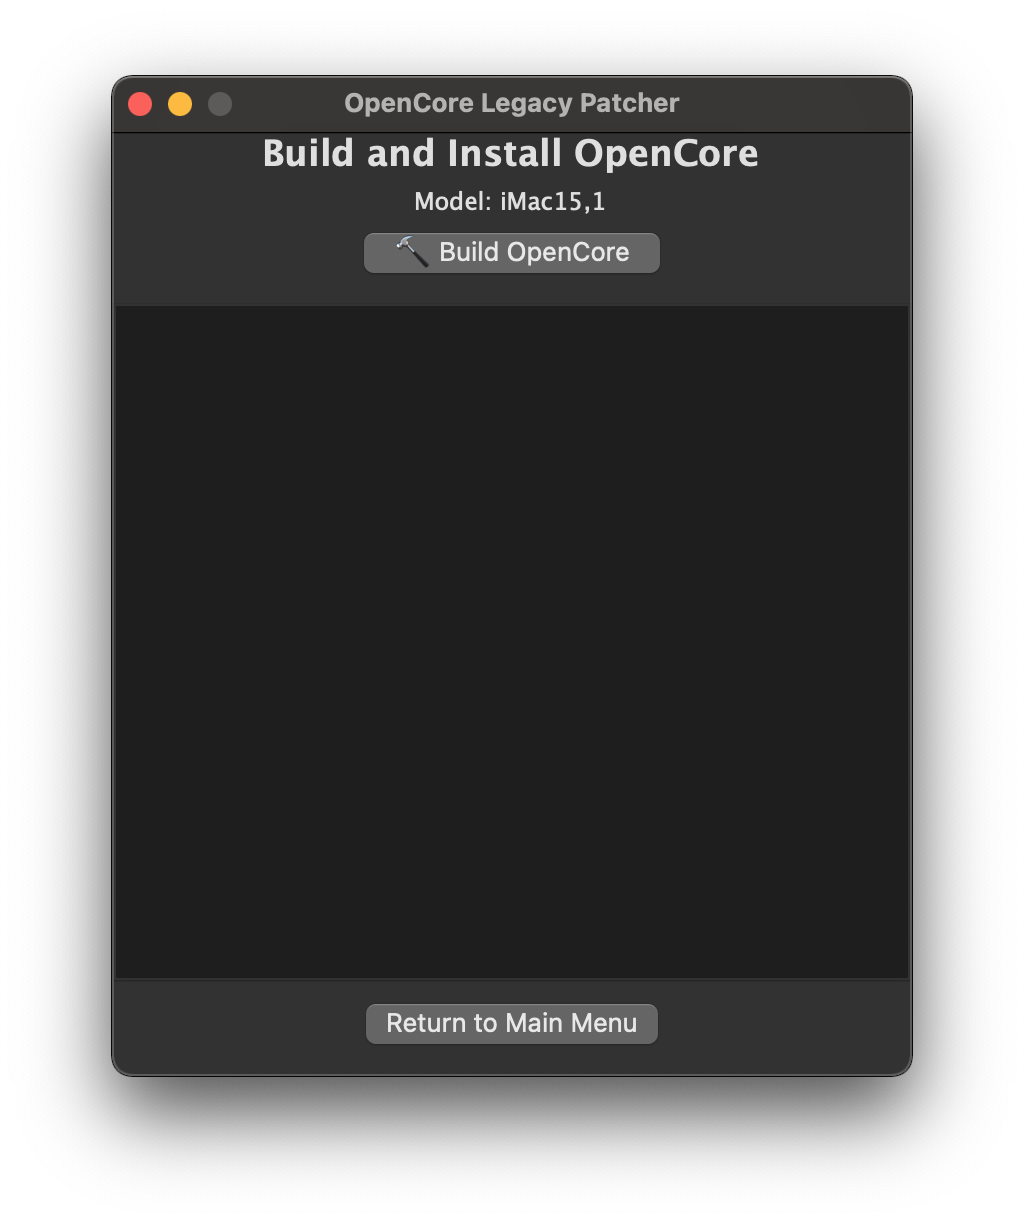 OpenCore Legacy Patcher
Build and Install OpenCore
Model: iMac15,1
Build OpenCore
Return to Main Menu